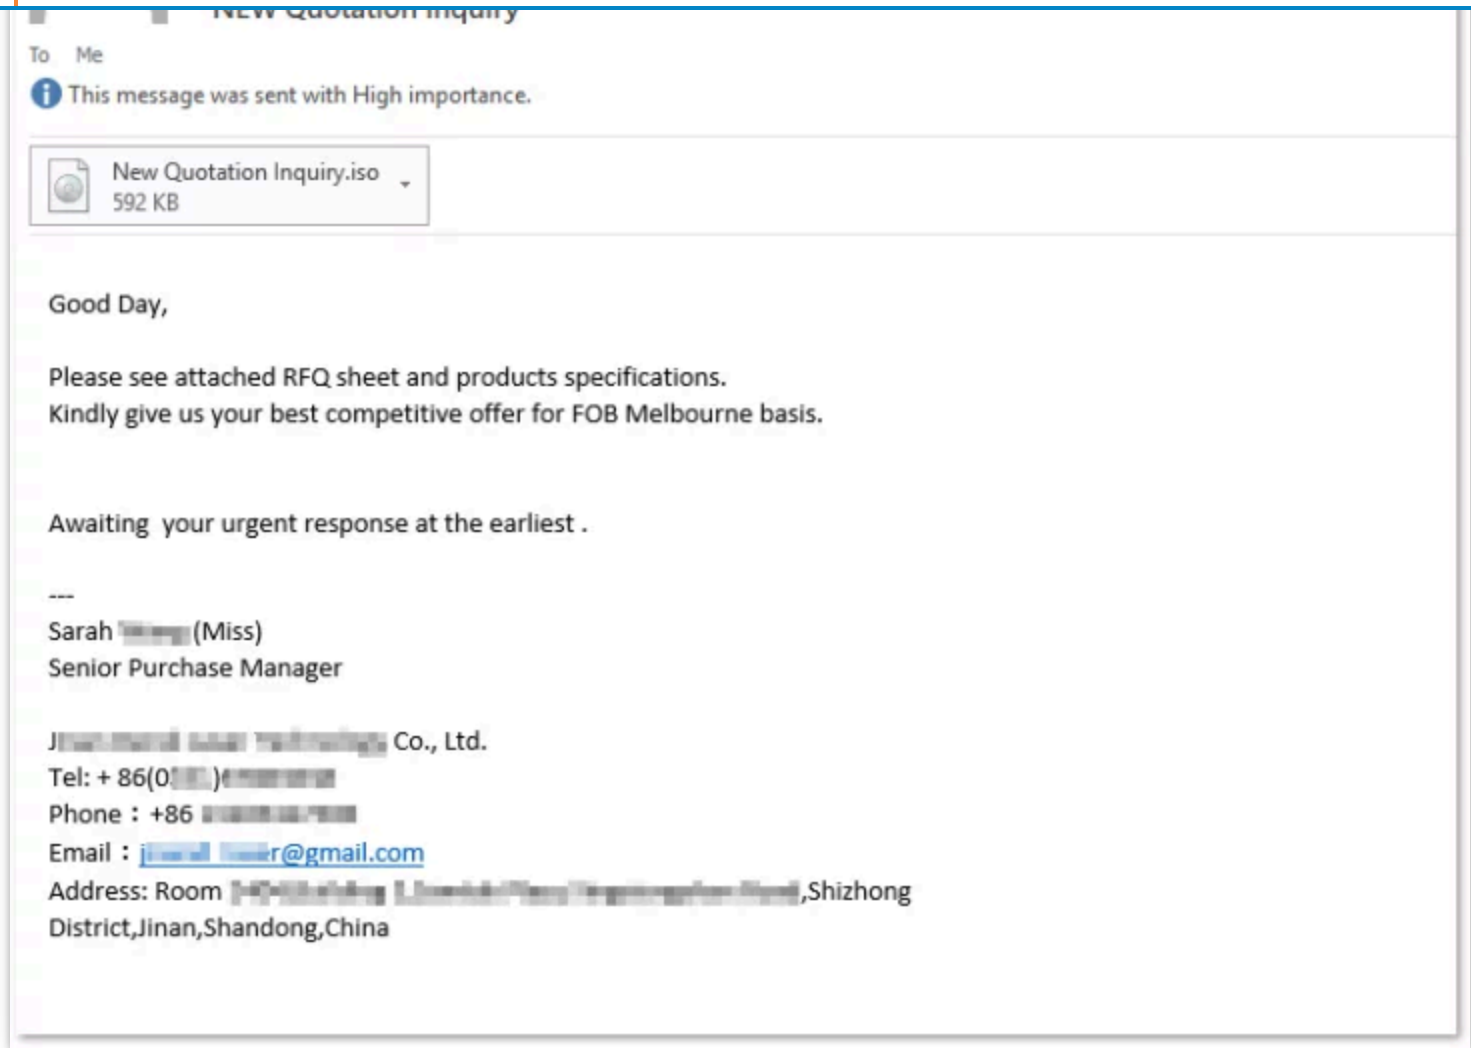 NEW Quotation Inquiry
To Me
This message was sent with High importance.
New Quotation Inquiry.iso
592 KB
Good Day,
Please see attached RFQ sheet and products specifications.
Kindly give us your best competitive offer for FOB Melbourne basis.
Awaiting  your urgent response at the earliest .
---
Sarah (Miss)
Senior Purchase Manager
J Co., Ltd.
Tel: + 86(0 )
Phone：+86
Email： j r@gmail.com
Address: Room ,Shizhong
District,Jinan,Shandong,China